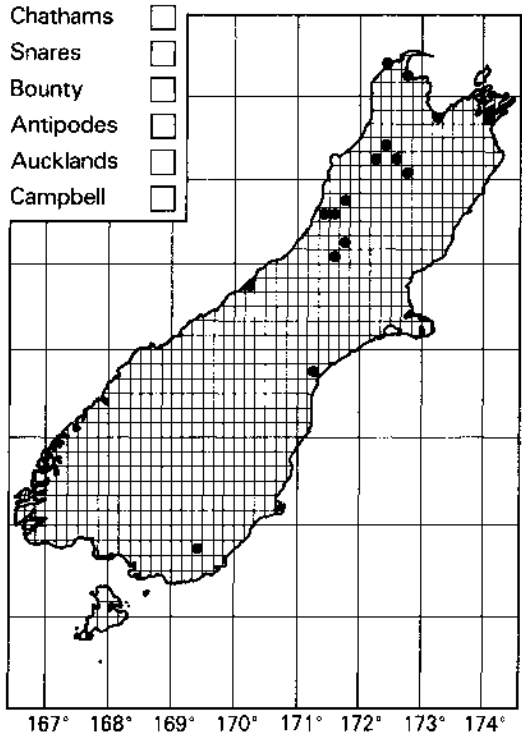 Chathams
Snares
Bounty
Antipodes
Aucklands
Campbell
167° 168° 169° 170° 171° 172° 173° 174°